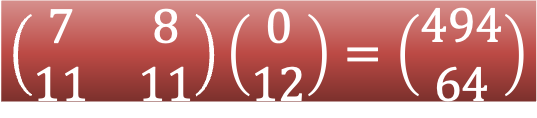 ( 7 8 ) ( 0 ) = ( 494 )
( 11 11 ) ( 12 ) ( 64 )